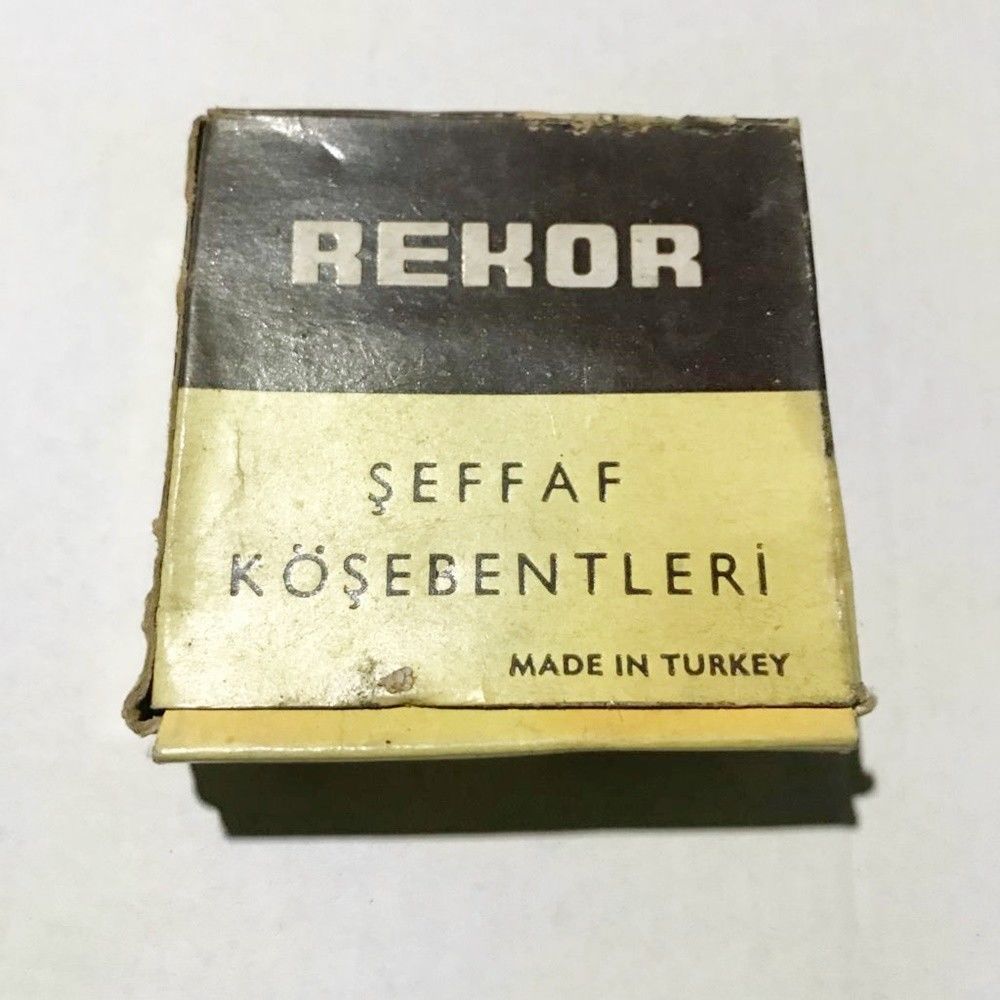 REKOR
ŞEFFAF
KÖŞEBENTLERİ
MADE IN TURKEY